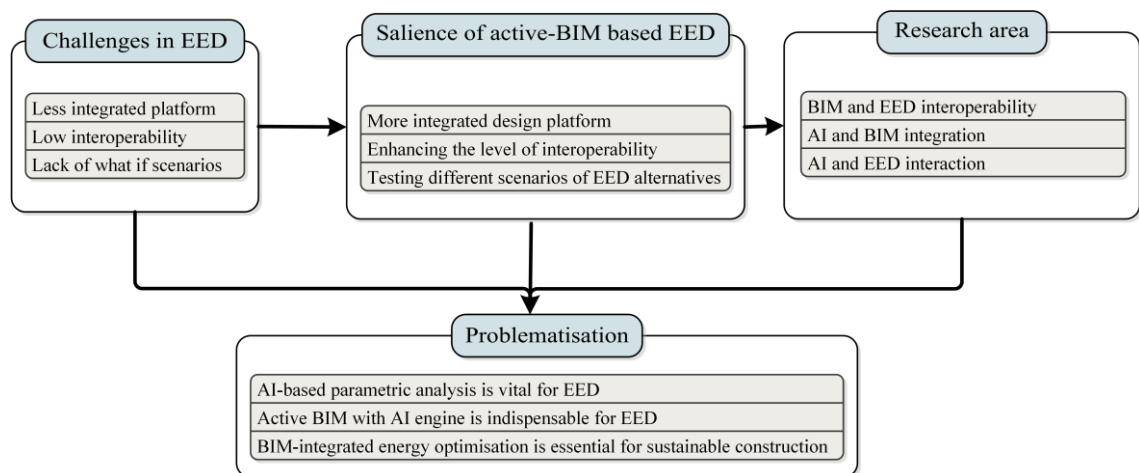 Challenges in EED
Less integrated platform
Low interoperability
Lack of what if scenarios
Salience of active-BIM based EED
More integrated design platform
Enhancing the level of interoperability
Testing different scenarios of EED alternatives
Research area
BIM and EED interoperability
AI and BIM integration
AI and EED interaction
Problematisation
AI-based parametric analysis is vital for EED
Active BIM with AI engine is indispensable for EED
BIM-integrated energy optimisation is essential for sustainable construction